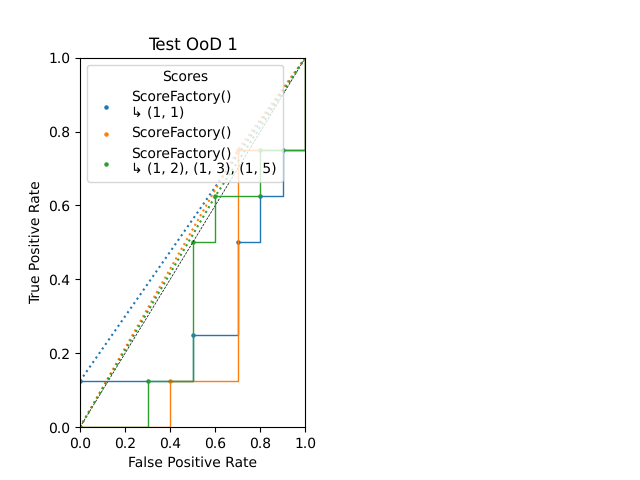 Test OoD 1
Scores
ScoreFactory()
↳ (1, 1)
ScoreFactory()
ScoreFactory()
↳ (1, 2), (1, 3), (1, 5)
1.0
0.8
0.6
0.4
0.2
0.0
True Positive Rate
0.0 0.2 0.4 0.6 0.8 1.0
False Positive Rate